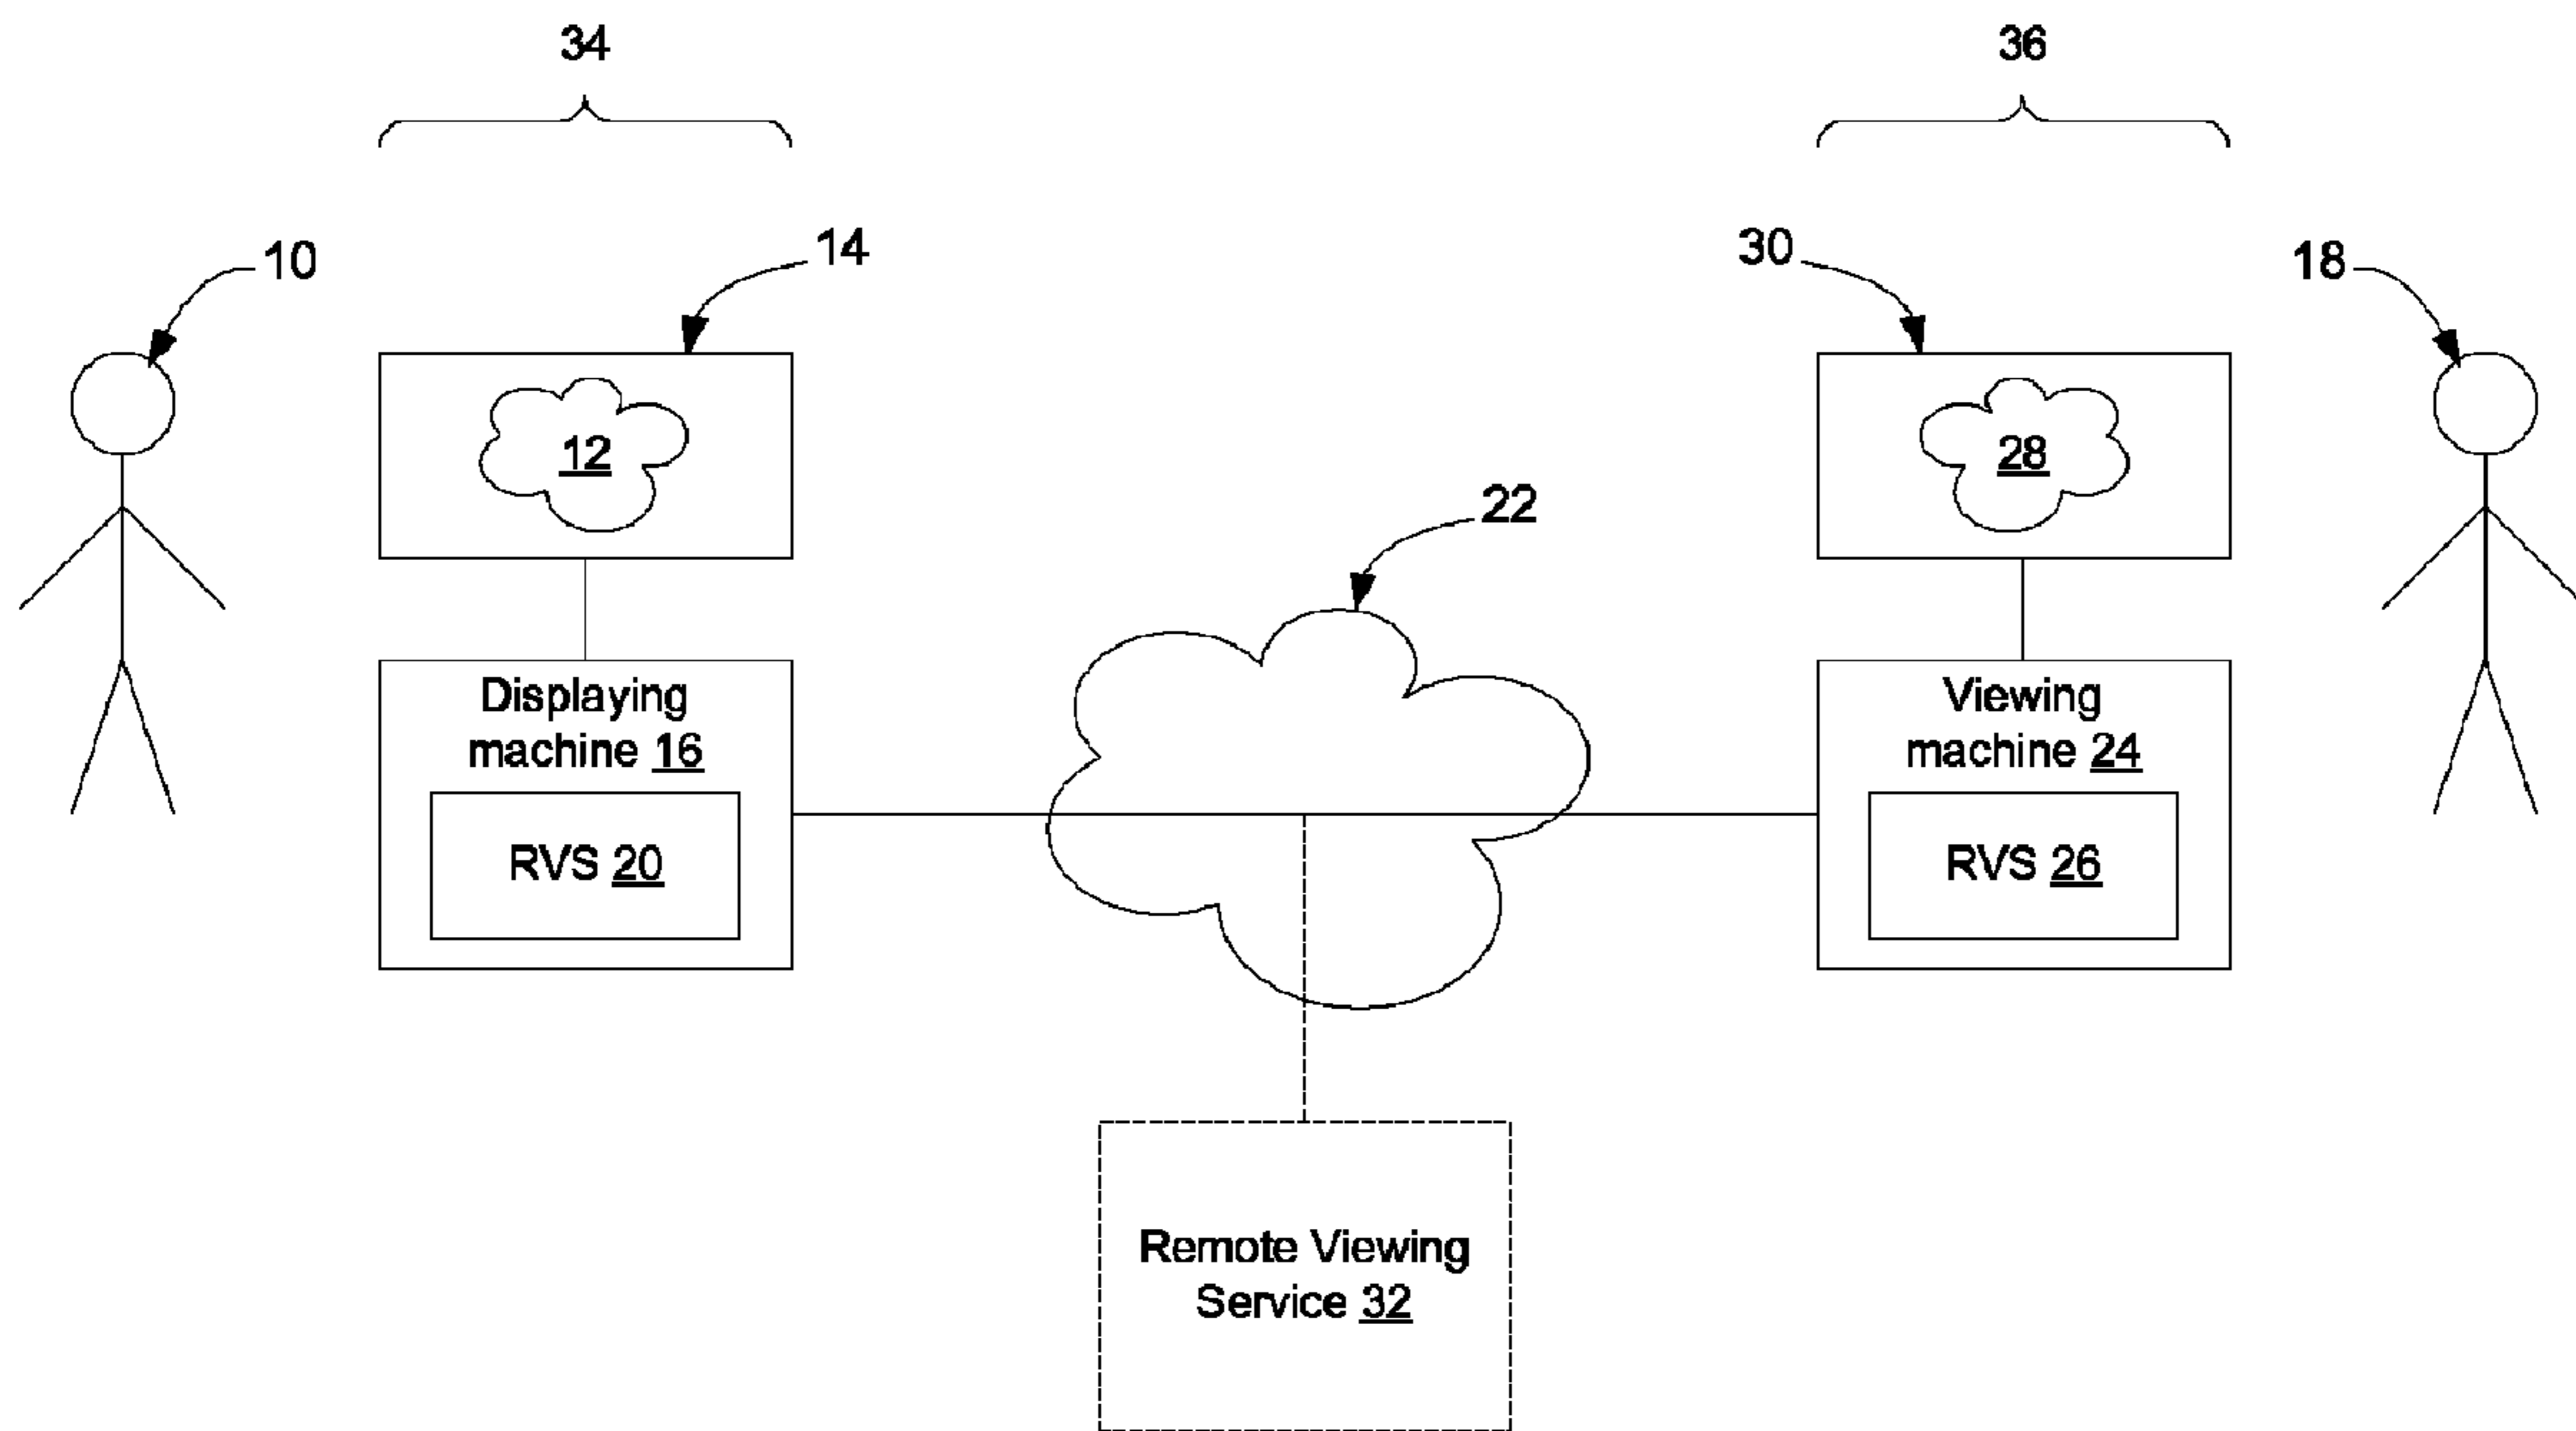 34
36
10
14
30
18
12
28
22
Displaying
machine 16
Viewing
machine 24
RVS 20
RVS 26
Remote Viewing
Service 32